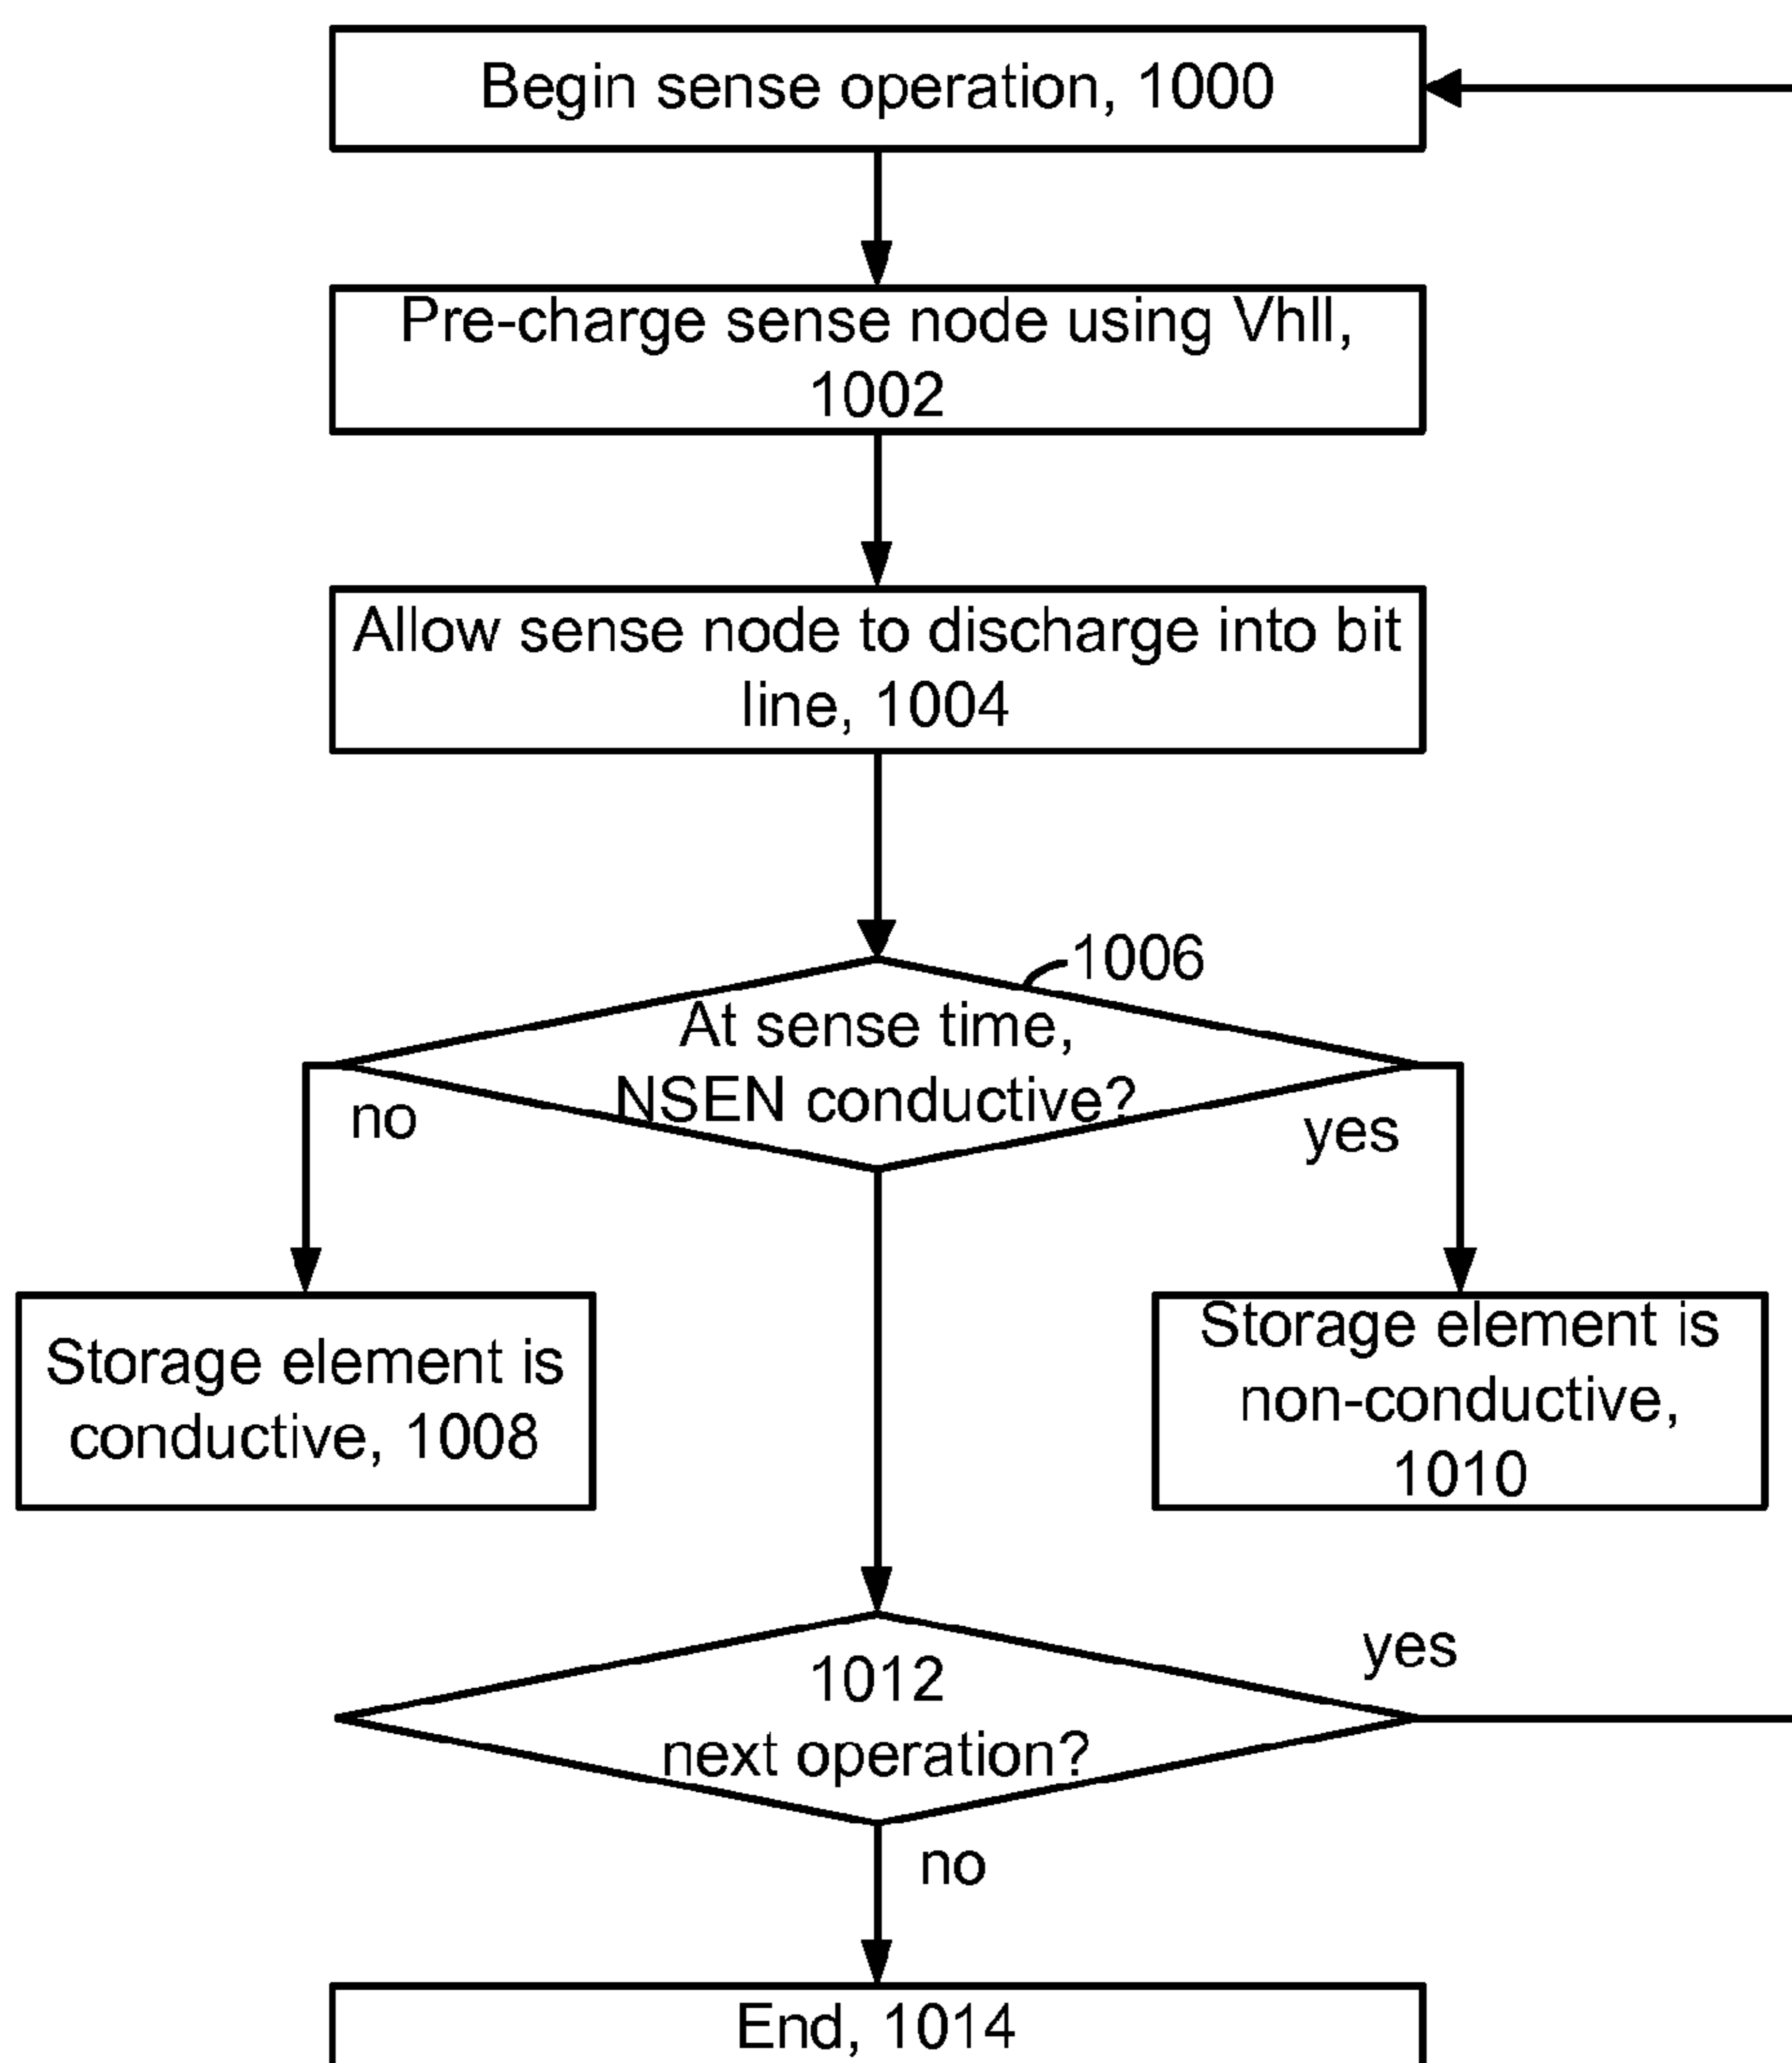 Begin sense operation, 1000
Pre-charge sense node using Vhll,
1002
Allow sense node to discharge into bit
line, 1004
1006
At sense time,
NSEN conductive?
no
yes
Storage element is
conductive, 1008
Storage element is
non-conductive,
1010
1012
next operation?
yes
no
End, 1014